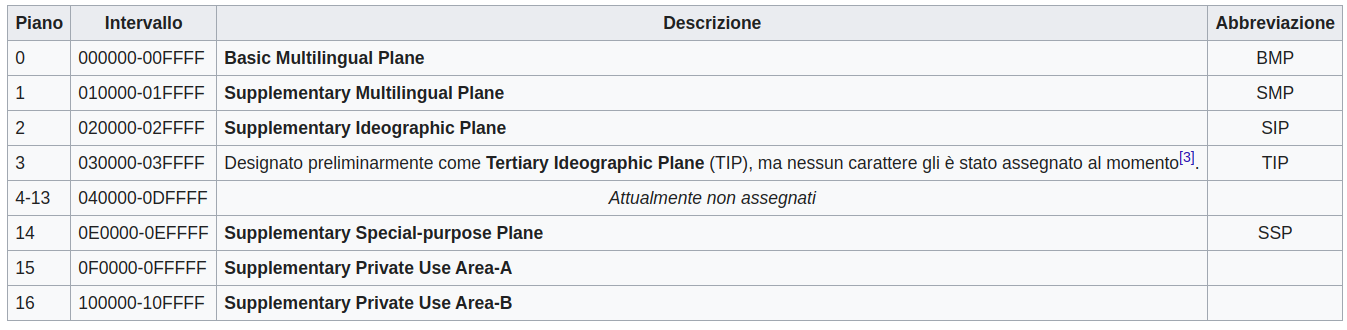 Piano Intervallo Descrizione Abbreviazione
0 000000-00FFFF Basic Multilingual Plane BMP
1 010000-01FFFF Supplementary Multilingual Plane SMP
2 020000-02FFFF Supplementary Ideographic Plane SIP
3 030000-03FFFF Designato preliminarmente come Tertiary Ideographic Plane (TIP), ma nessun carattere gli è stato assegnato al momento[3]. TIP
4-13 040000-0DFFFF Attualmente non assegnati
14 0E0000-0EFFFF Supplementary Special-purpose Plane SSP
15 0F0000-0FFFFF Supplementary Private Use Area-A
16 100000-10FFFF Supplementary Private Use Area-B